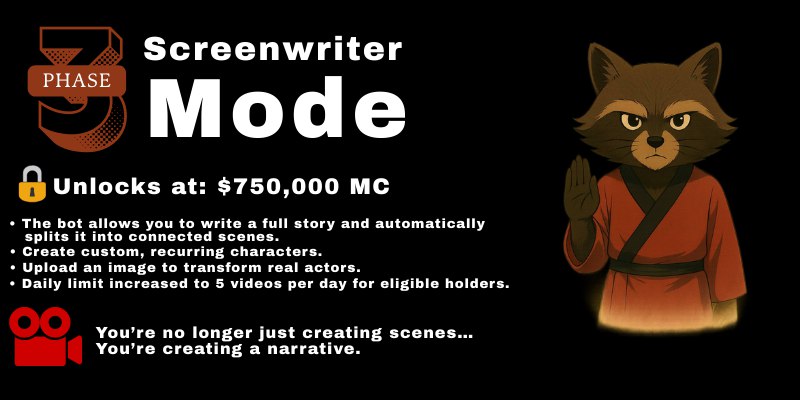 3
PHASE
Screenwriter
Mode
Unlocks at: $750,000 MC
• The bot allows you to write a full story and automatically
splits it into connected scenes.
• Create custom, recurring characters.
• Upload an image to transform real actors.
• Daily limit increased to 5 videos per day for eligible holders.
You’re no longer just creating scenes...
You’re creating a narrative.